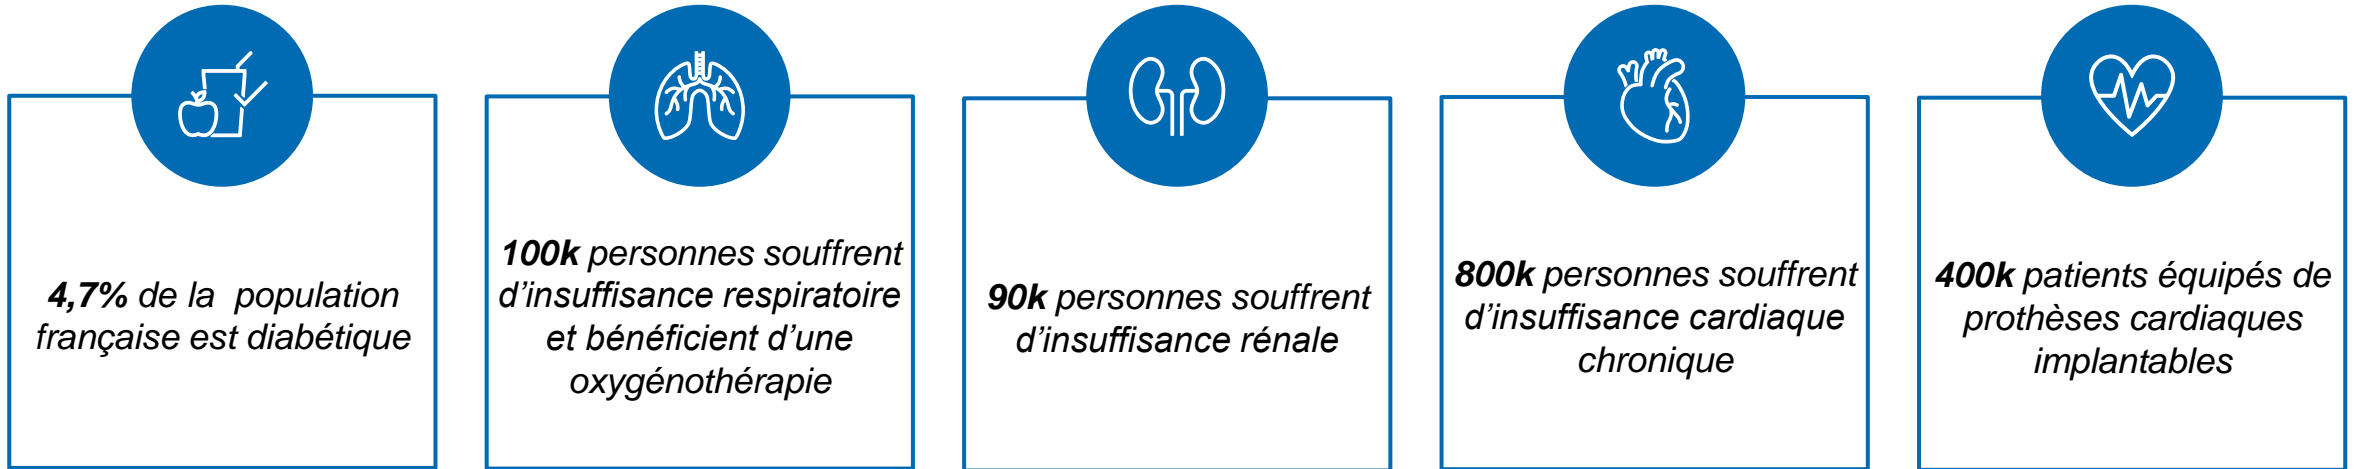 4,7% de la  population
française est diabétique
100k personnes souffrent
d’insuffisance respiratoire
et bénéficient d’une
oxygénothérapie
90k personnes souffrent
d’insuffisance rénale
800k personnes souffrent
d’insuffisance cardiaque
chronique
400k patients équipés de
prothèses cardiaques
implantables